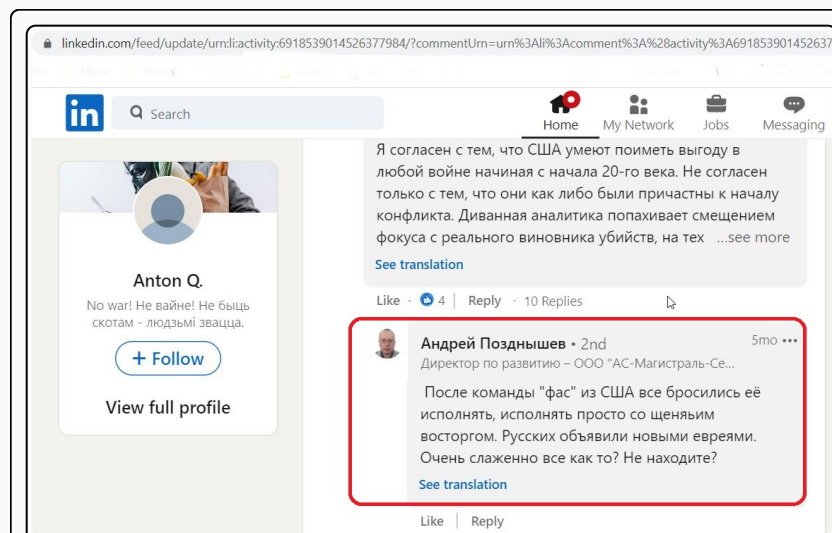 linkedin.com/feed/update/urn:li:activity:6918539014526377984/?commentUrn=urn%3Ali%3Acomment%3A%28activity%3A691853901452637
in
Search
Home
My Network
Jobs
Messaging
Anton Q.
No war! Не вайне! Не быць
скотам - людзьмі звацца.
+ Follow
View full profile
Я согласен с тем, что США умеют поиметь выгоду в
любой войне начиная с начала 20-го века. Не согласен
только с тем, что они как либо были причастны к началу
конфликта. Диванная аналитика попахивает смещением
фокуса с реального виновника убийств, на тех ...see more
See translation
Like · 4 | Reply · 10 Replies
Андрей Позднышев • 2nd
5mo •••
Директор по развитию – ООО "АС-Магистраль-Се...
После команды "фас" из США все бросились её
исполнять, исполнять просто со щеняьим
восторгом. Русских объявили новыми евреями.
Очень слаженно все как то? Не находите?
See translation
Like | Reply